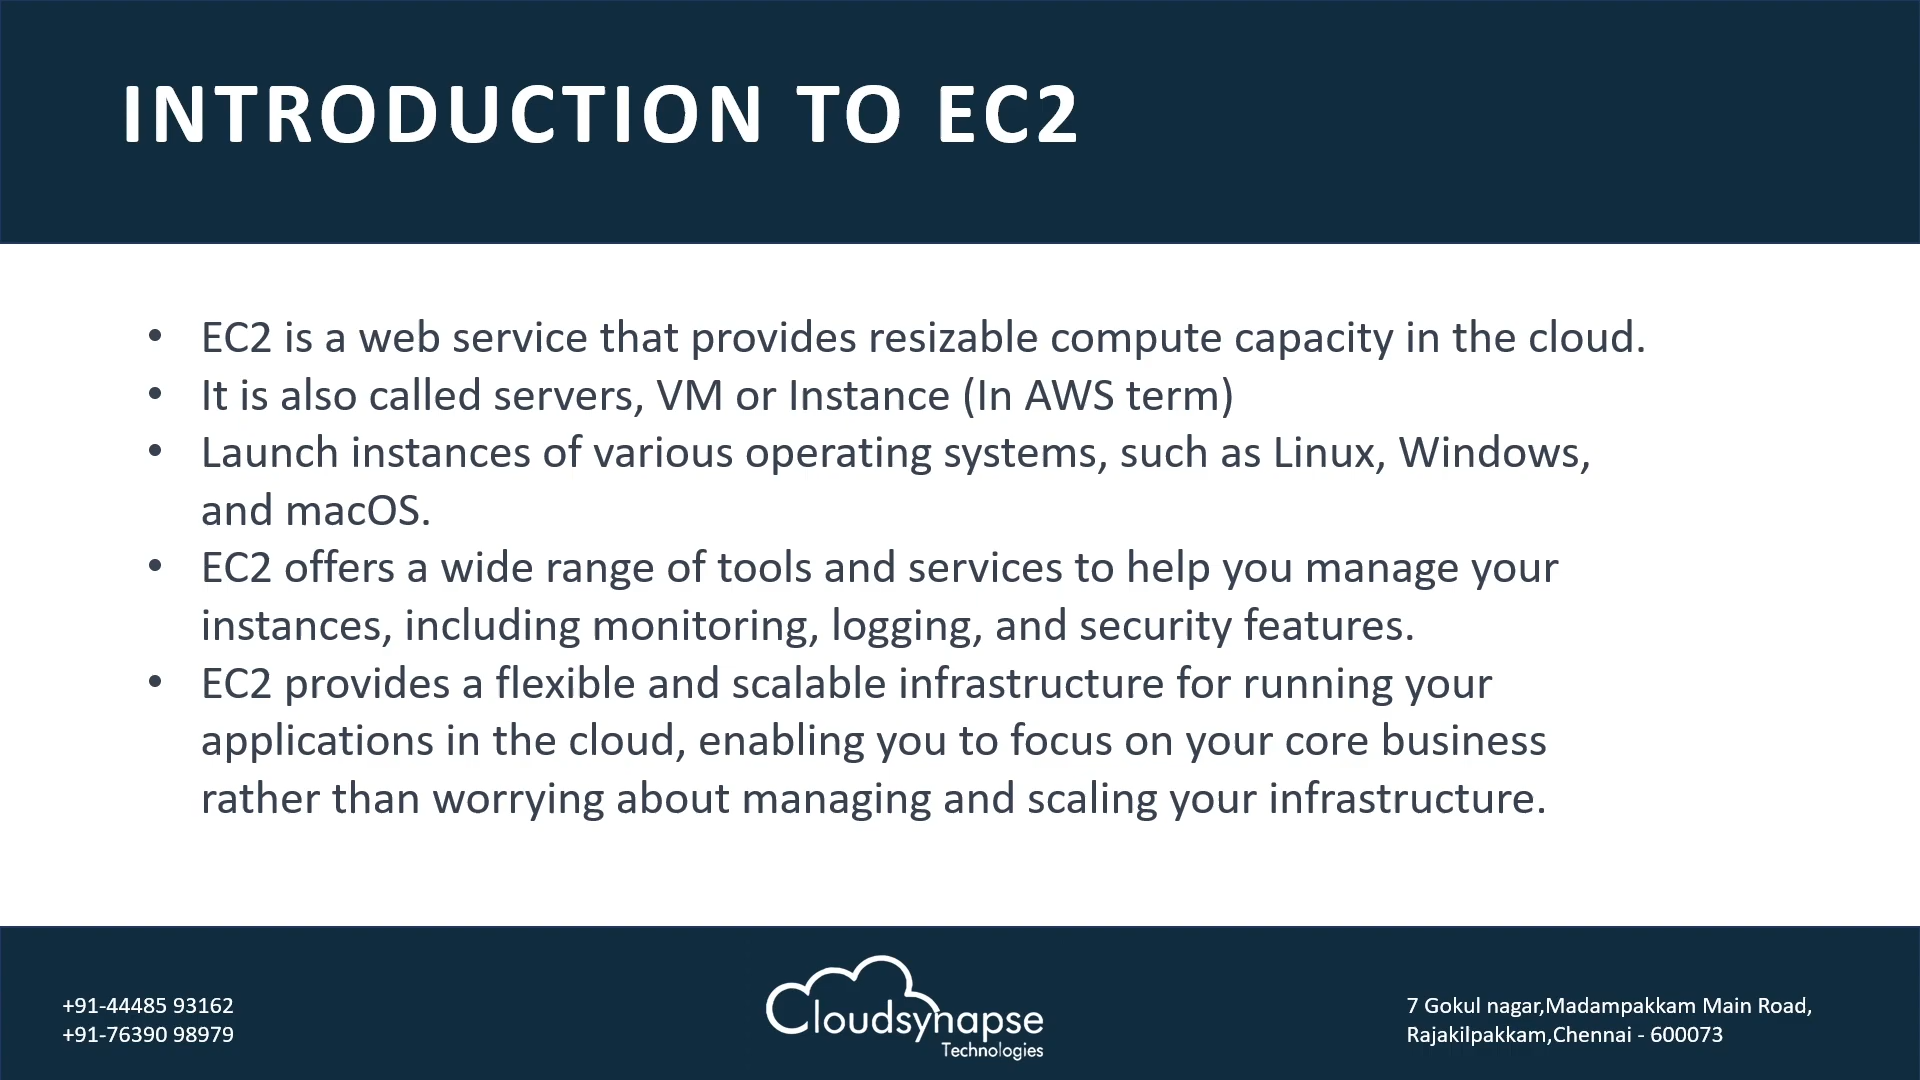 INTRODUCTION TO EC2
• EC2 is a web service that provides resizable compute capacity in the cloud.
• It is also called servers, VM or Instance (In AWS term)
• Launch instances of various operating systems, such as Linux, Windows,
and macOS.
• EC2 offers a wide range of tools and services to help you manage your
instances, including monitoring, logging, and security features.
• EC2 provides a flexible and scalable infrastructure for running your
applications in the cloud, enabling you to focus on your core business
rather than worrying about managing and scaling your infrastructure.
+91-44485 93162
+91-76390 98979
Cloudsynapse
Technologies
7 Gokul nagar,Madampakkam Main Road,
Rajakilpakkam,Chennai - 600073